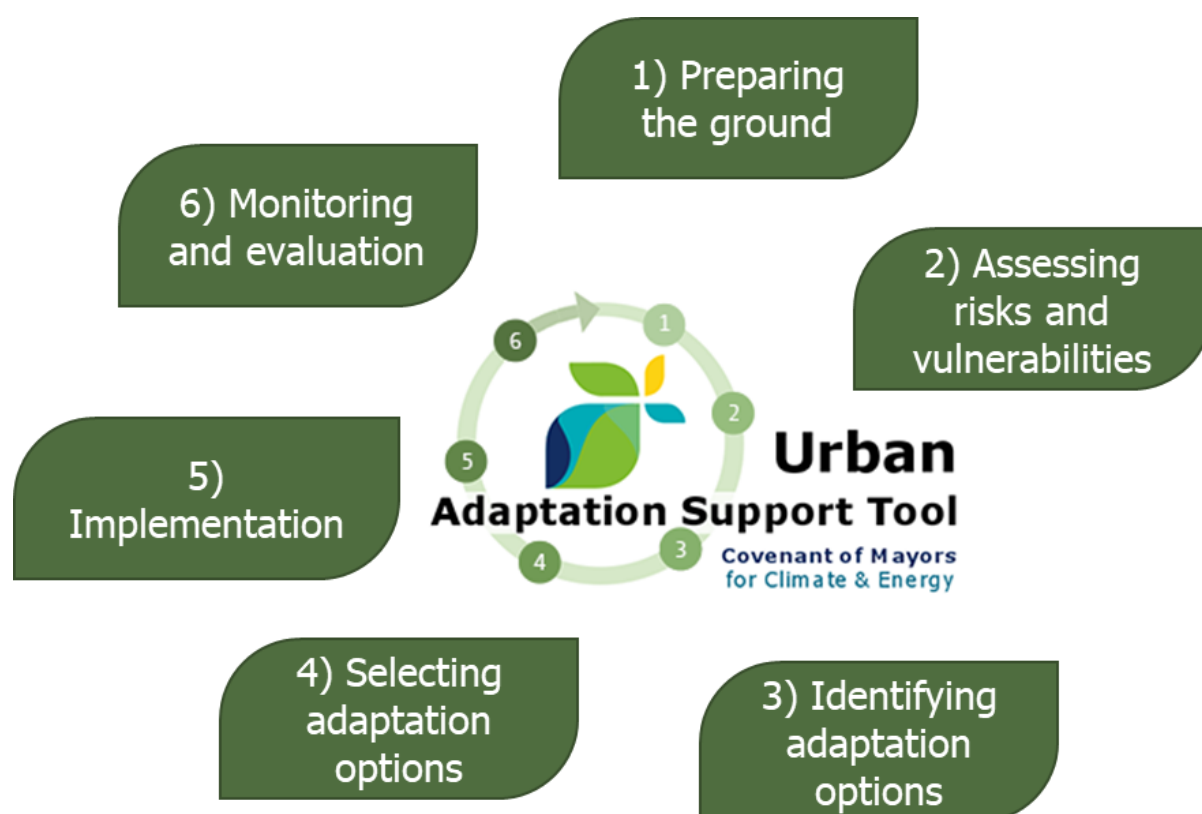 1) Preparing
the ground
2) Assessing
risks and
vulnerabilities
3) Identifying
adaptation
options
4) Selecting
adaptation
options
5)
Implementation
6) Monitoring
and evaluation
1
2
3
4
5
6
Urban
Adaptation Support Tool
Covenant of Mayors
for Climate & Energy